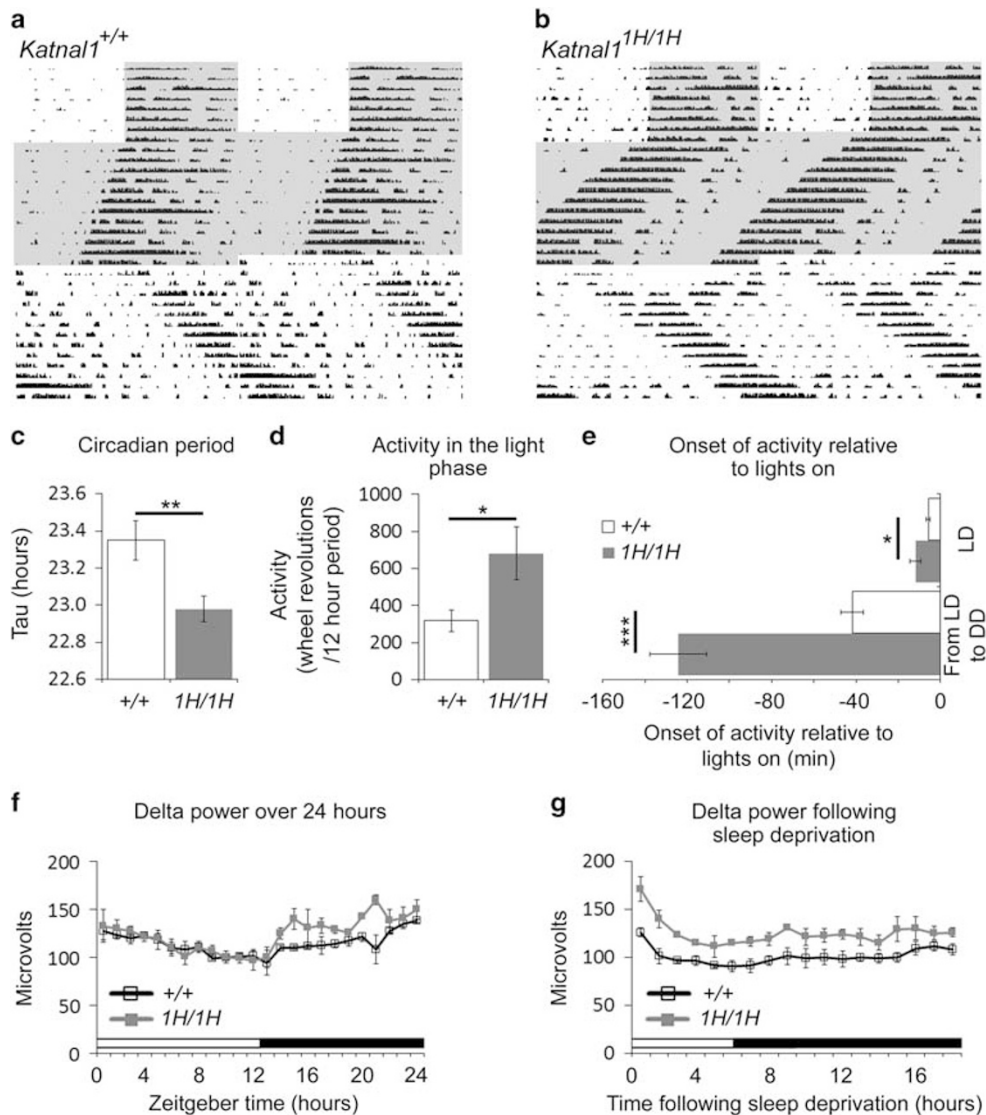 a
Katnal1+/+
b
Katnal1 1H/1H
c
Circadian period
Tau (hours)
23.6
23.4
23.2
23.0
22.8
22.6
**
+/+
1H/1H
d
Activity in the light
phase
Activity
(wheel revolutions
/12 hour period)
1000
800
600
400
200
0
*
+/+
1H/1H
e
Onset of activity relative
to lights on
+/+
1H/1H
*
***
LD
From LD
to DD
-160
-120
-80
-40
0
Onset of activity relative to
lights on (min)
f
Delta power over 24 hours
Microvolts
200
150
100
50
0
+/+
1H/1H
0
4
8
12
16
20
24
Zeitgeber time (hours)
g
Delta power following
sleep deprivation
Microvolts
200
150
100
50
0
+/+
1H/1H
0
4
8
12
16
Time following sleep deprivation (hours)